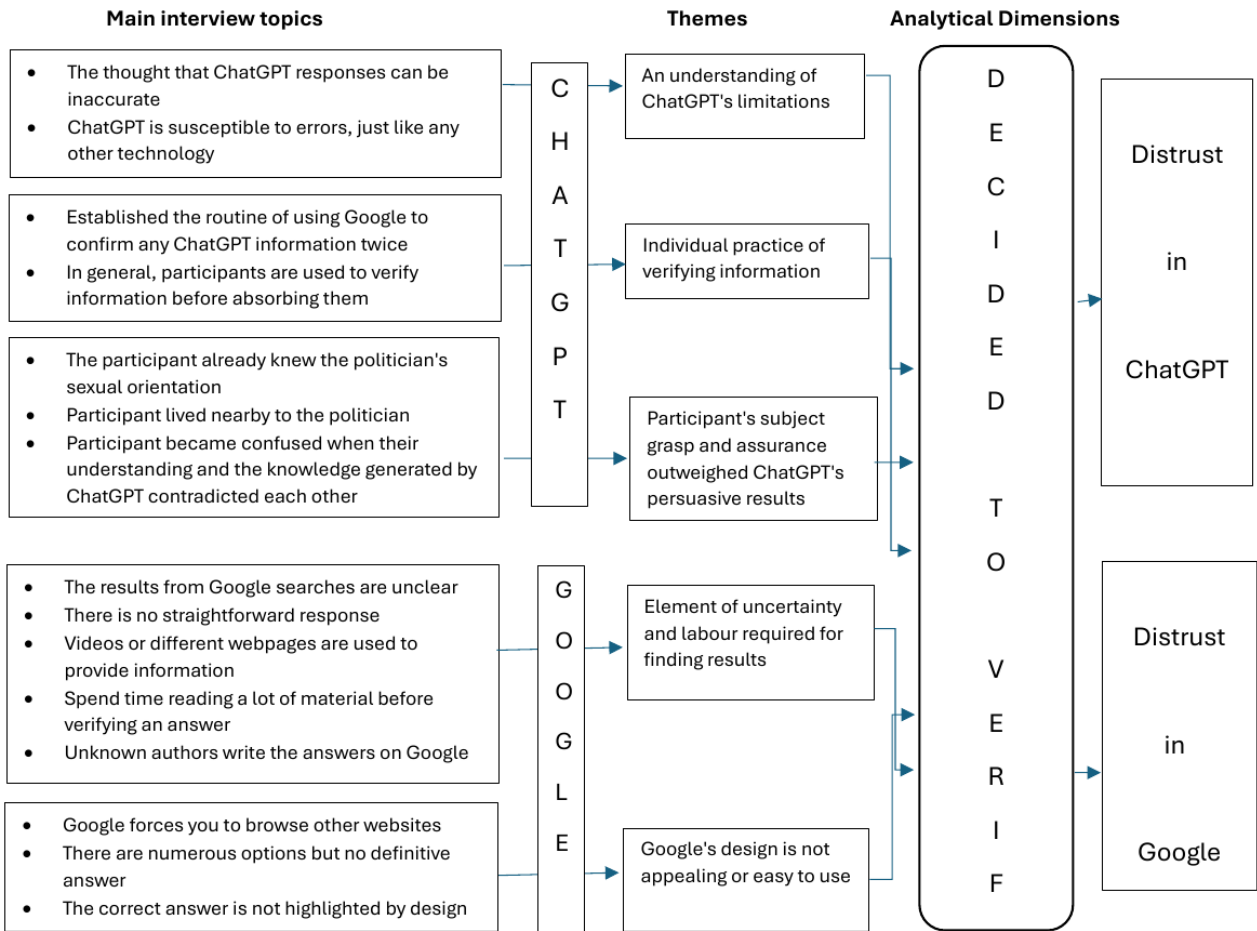 Main interview topics
Themes
Analytical Dimensions
• The thought that ChatGPT responses can be
inaccurate
• ChatGPT is susceptible to errors, just like any
other technology
• Established the routine of using Google to
confirm any ChatGPT information twice
• In general, participants are used to verify
information before absorbing them
• The participant already knew the politician's
sexual orientation
• Participant lived nearby to the politician
• Participant became confused when their
understanding and the knowledge generated by
ChatGPT contradicted each other
C
H
A
T
G
P
T
An understanding of
ChatGPT's limitations
Individual practice of
verifying information
Participant's subject
grasp and assurance
outweighed ChatGPT's
persuasive results
• The results from Google searches are unclear
• There is no straightforward response
• Videos or different webpages are used to
provide information
• Spend time reading a lot of material before
verifying an answer
• Unknown authors write the answers on Google
• Google forces you to browse other websites
• There are numerous options but no definitive
answer
• The correct answer is not highlighted by design
G
O
O
G
L
E
Element of uncertainty
and labour required for
finding results
Google's design is not
appealing or easy to use
D
E
C
I
D
E
D
T
O
V
E
R
I
F
Distrust
in
ChatGPT
Distrust
in
Google